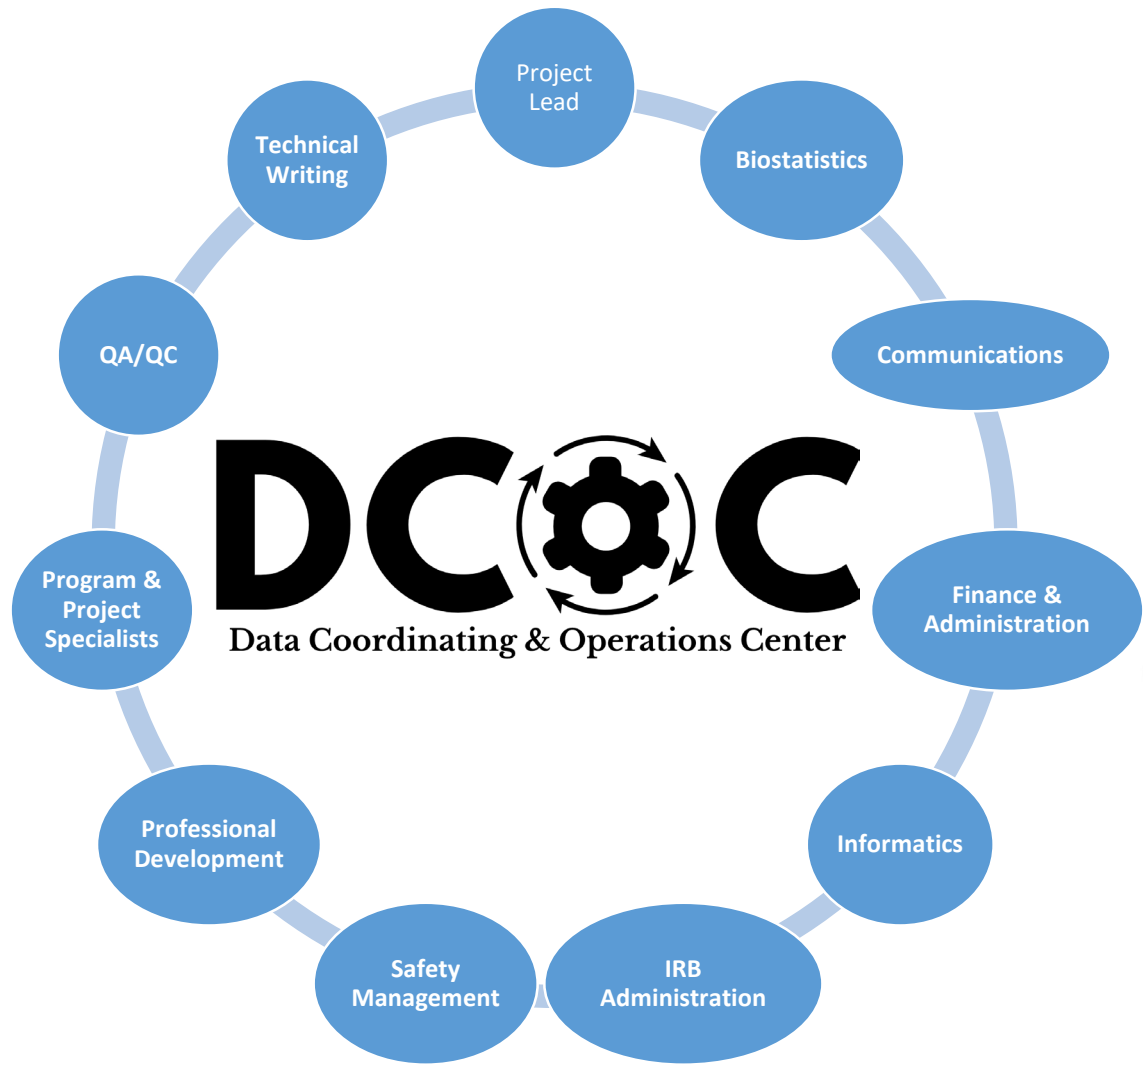 Project
Lead
Biostatistics
Communications
Finance &
Administration
Informatics
IRB
Administration
Safety
Management
Professional
Development
Program &
Project
Specialists
QA/QC
Technical
Writing
DCOC
Data Coordinating & Operations Center